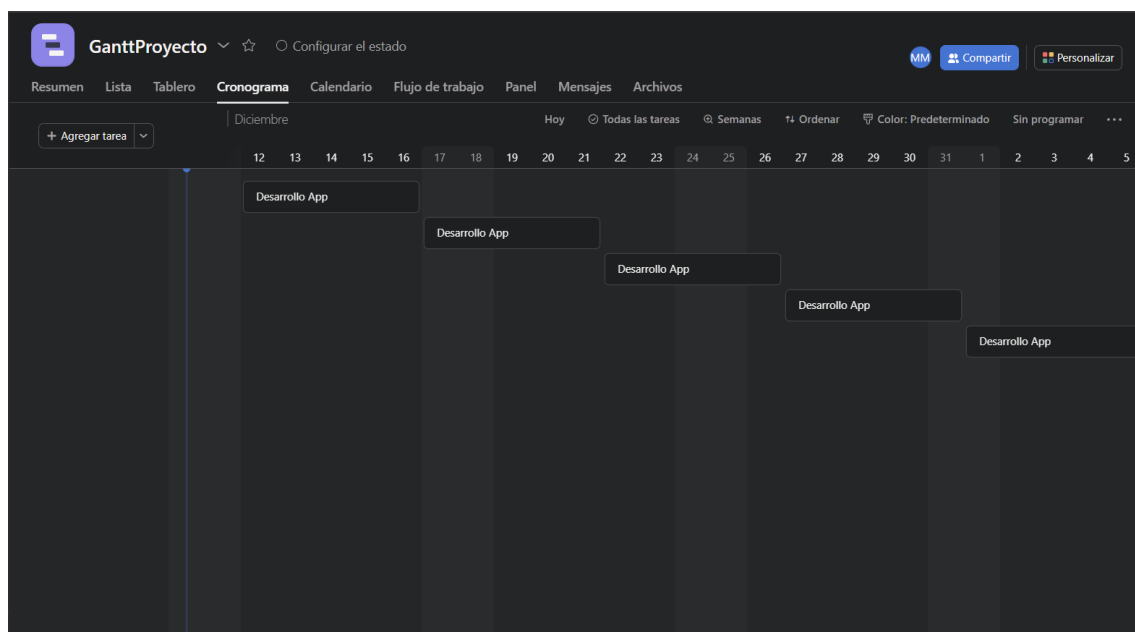 GanttProyecto
Configurar el estado
MM
Compartir
Personalizar
Resumen Lista Tablero Cronograma Calendario Flujo de trabajo Panel Mensajes Archivos
+ Agregar tarea
Diciembre
Hoy Todas las tareas Semanas Ordenar Color: Predeterminado Sin programar ...
12 13 14 15 16 17 18 19 20 21 22 23 24 25 26 27 28 29 30 31 1 2 3 4 5
Desarrollo App
Desarrollo App
Desarrollo App
Desarrollo App
Desarrollo App